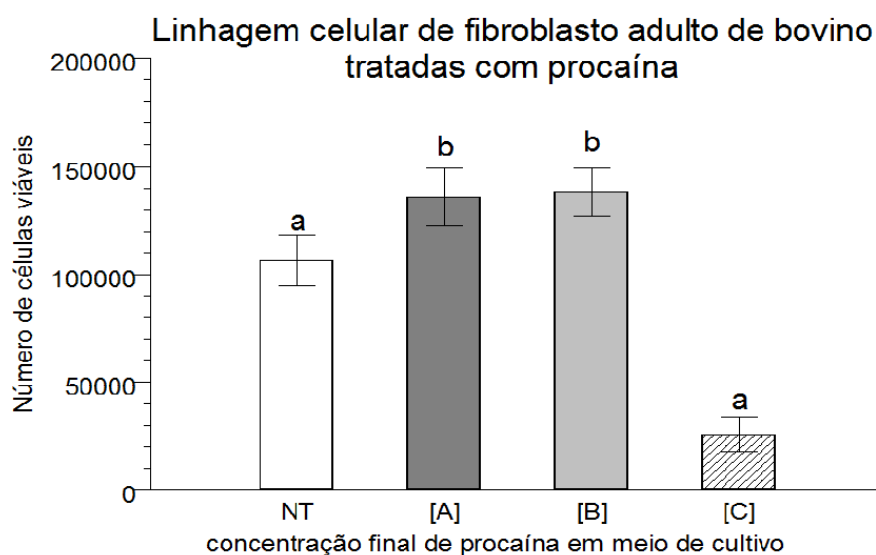 Linhagem celular de fibroblasto adulto de bovino
tratadas com procaína
Número de células viáveis
200000
150000
100000
50000
0
a
b
b
a
NT [A] [B] [C]
concentração final de procaína em meio de cultivo